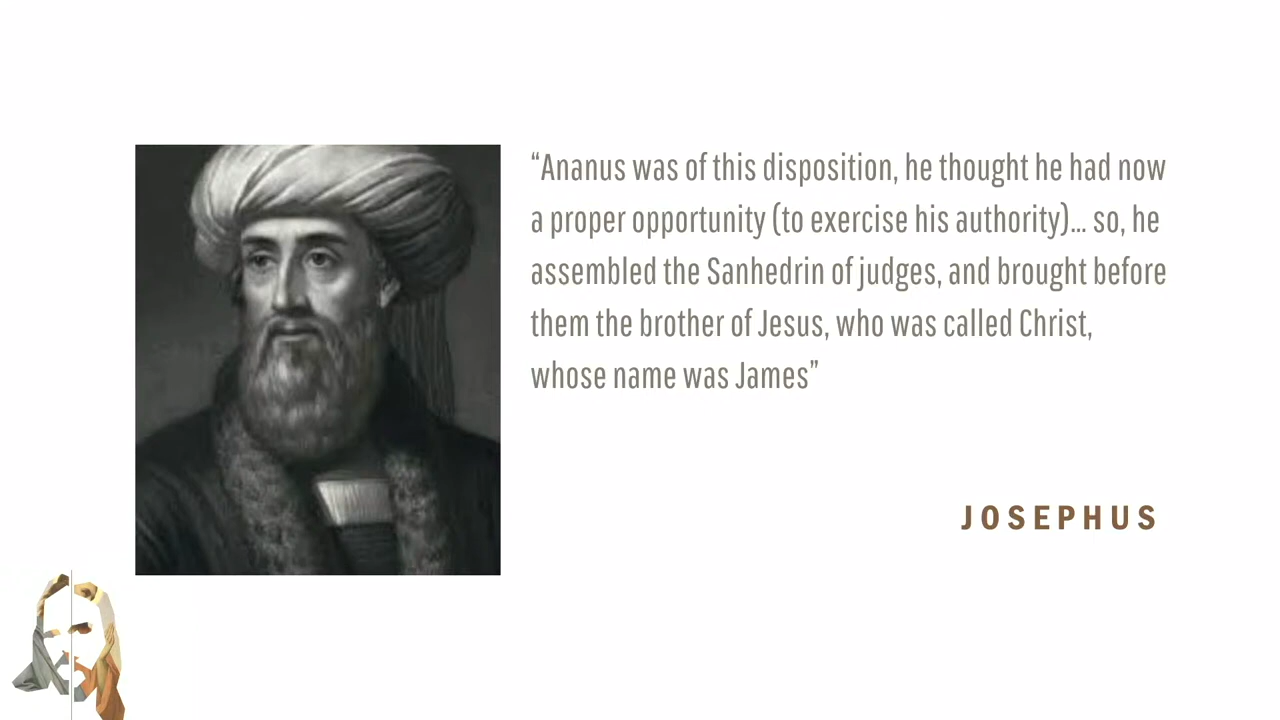 “Ananus was of this disposition, he thought he had now
a proper opportunity (to exercise his authority)... so, he
assembled the Sanhedrin of judges, and brought before
them the brother of Jesus, who was called Christ,
whose name was James”
JOSEPHUS